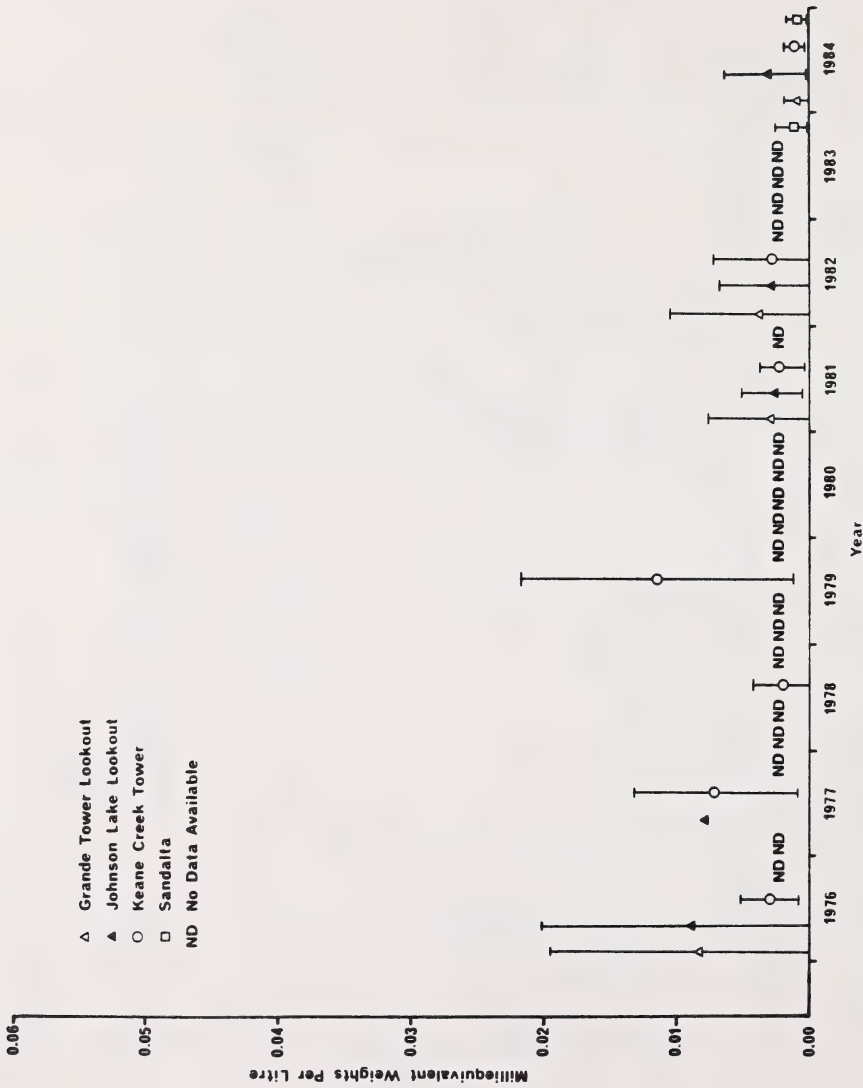 0.06
0.05
0.04
0.03
0.02
0.01
0.00
Milliequivalent Weights Per Litre
△ Grande Tower Lookout
▲ Johnson Lake Lookout
○ Keane Creek Tower
□ Sandalta
ND No Data Available
ND ND
ND ND ND
ND ND ND
ND ND ND ND ND
ND
ND ND ND ND
1976 1977 1978 1979 1980 1981 1982 1983 1984
Year